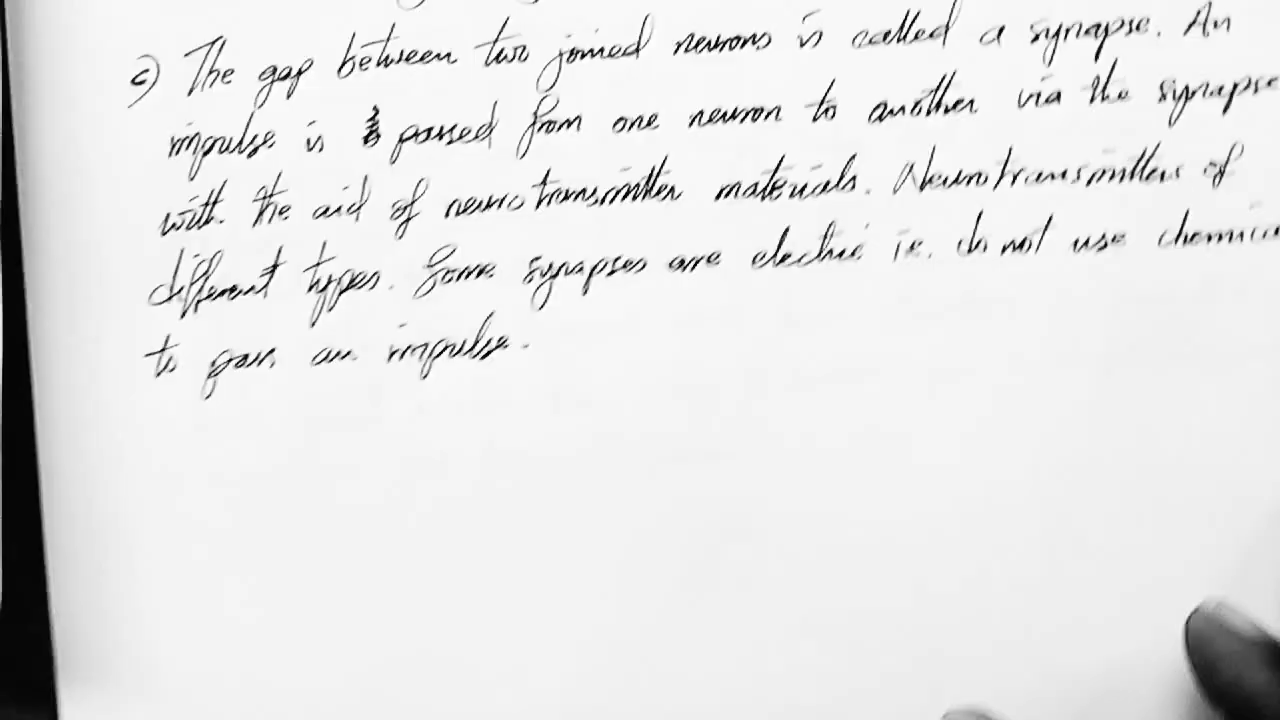 c) The gap between two joined neurons is called a synapse. An
impulse is passed from one neuron to another via the synapse
with the aid of neurotransmitter materials. Neurotransmitters of
different types. Some synapses are electric ie. do not use chemica
to pass an impulse.